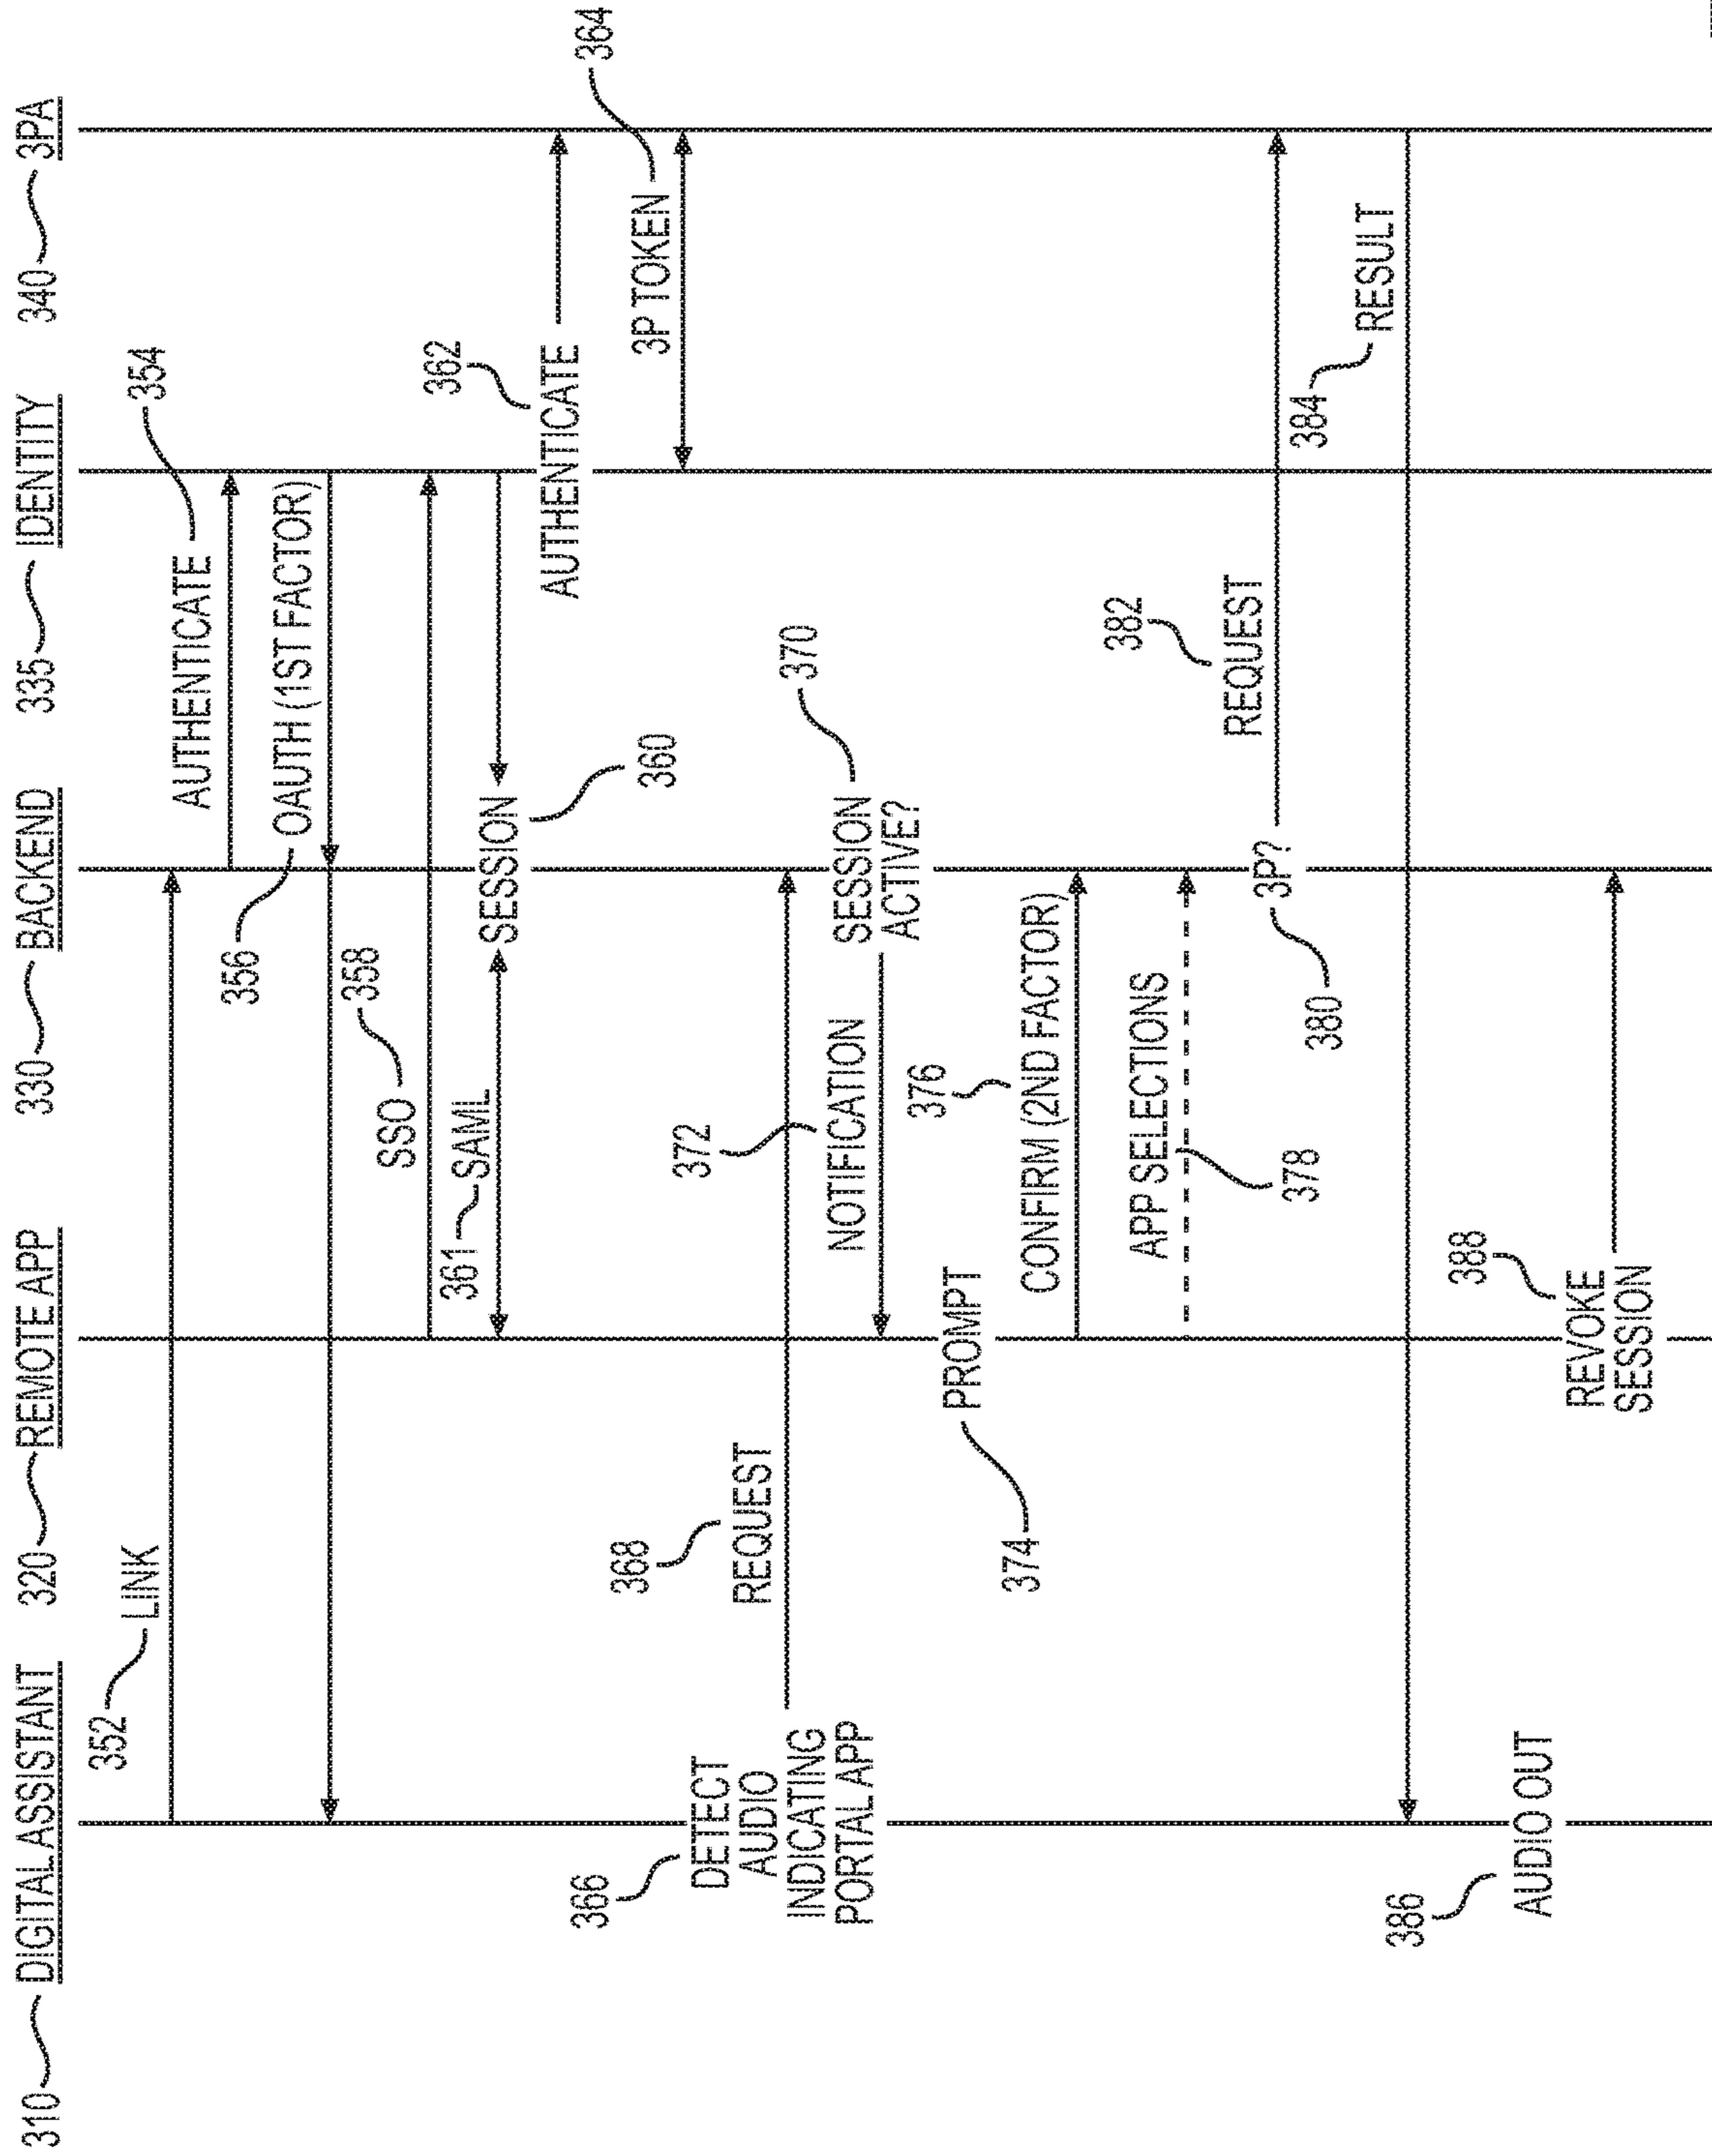 310 DIGITAL ASSISTANT
320 REMOTE APP
330 BACKEND
335 IDENTITY
340 3PA
352 LINK
AUTHENTICATE 354
356 OAUTH (1ST FACTOR)
SSO 358
361 SAML
SESSION 360
AUTHENTICATE 362
3P TOKEN 364
366
DETECT
AUDIO
INDICATING
PORTAL APP
368
REQUEST
SESSION
ACTIVE?
370
372
NOTIFICATION
374 PROMPT
376
CONFIRM (2ND FACTOR)
APP SELECTIONS
378
380 3P?
382
REQUEST
384 RESULT
386
AUDIO OUT
388
REVOKE
SESSION